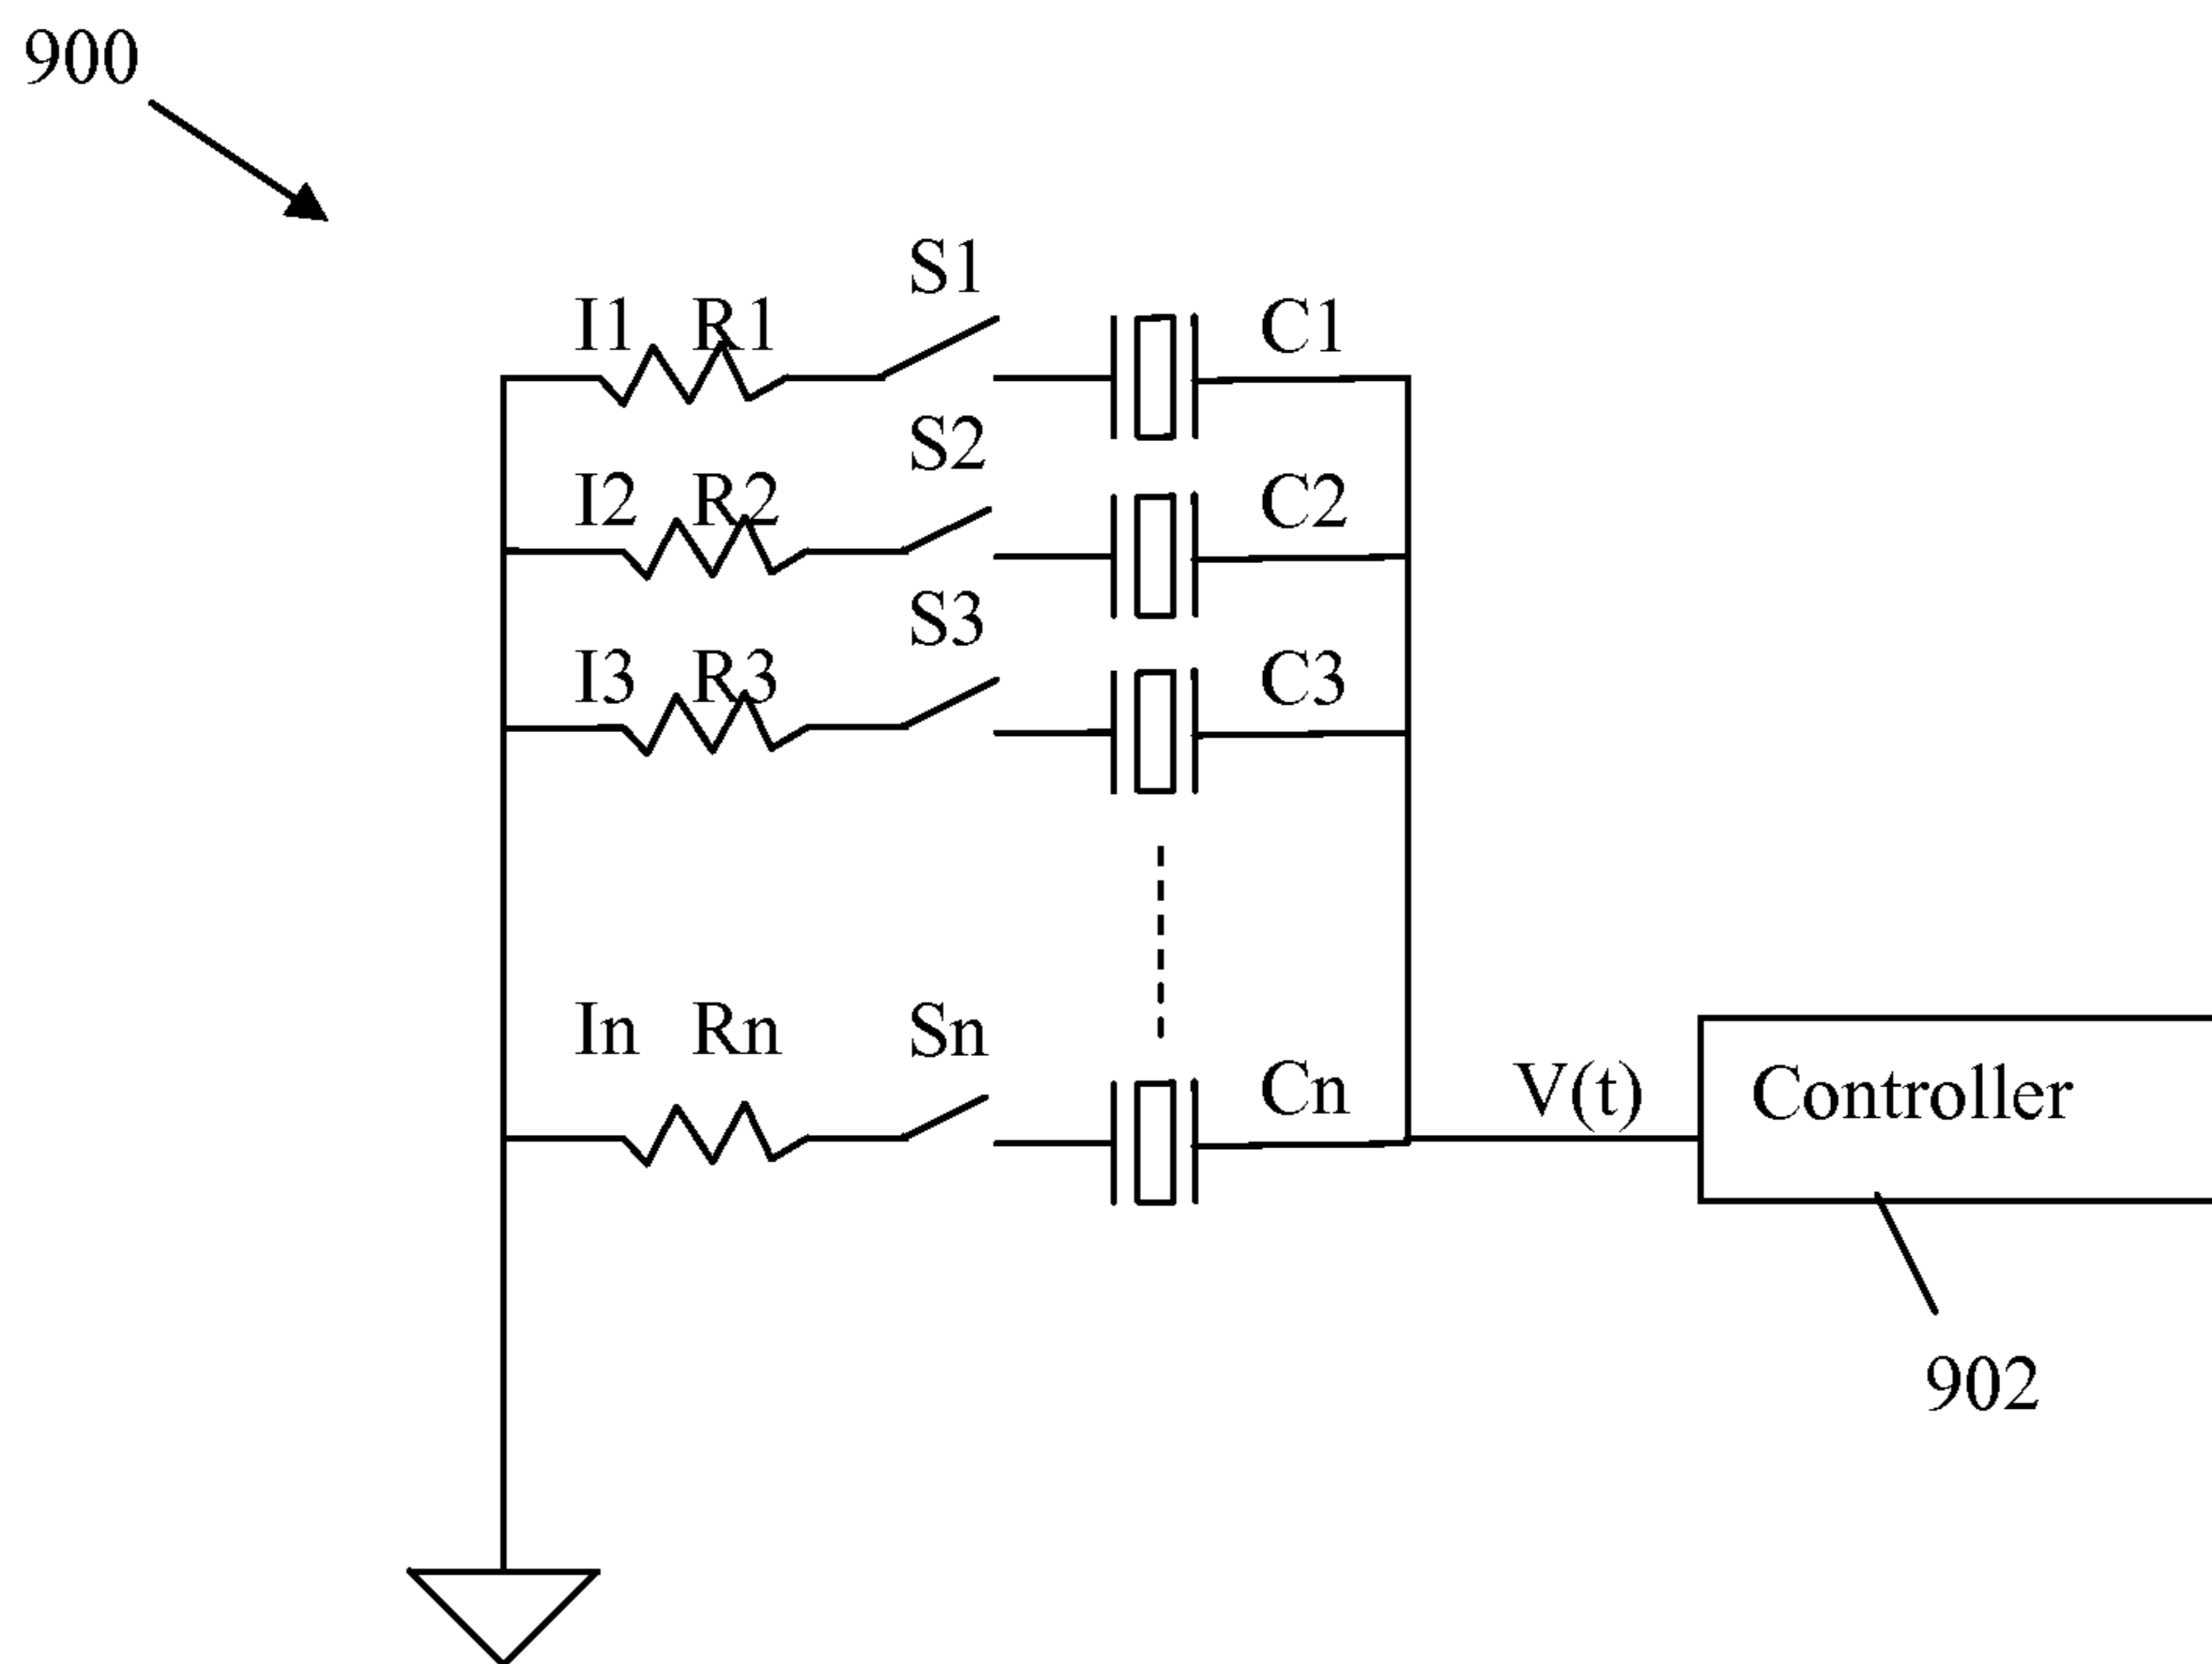 900
S1
I1 R1
C1
S2
I2 R2
C2
S3
I3 R3
C3
In Rn Sn
Cn
V(t)
Controller
902